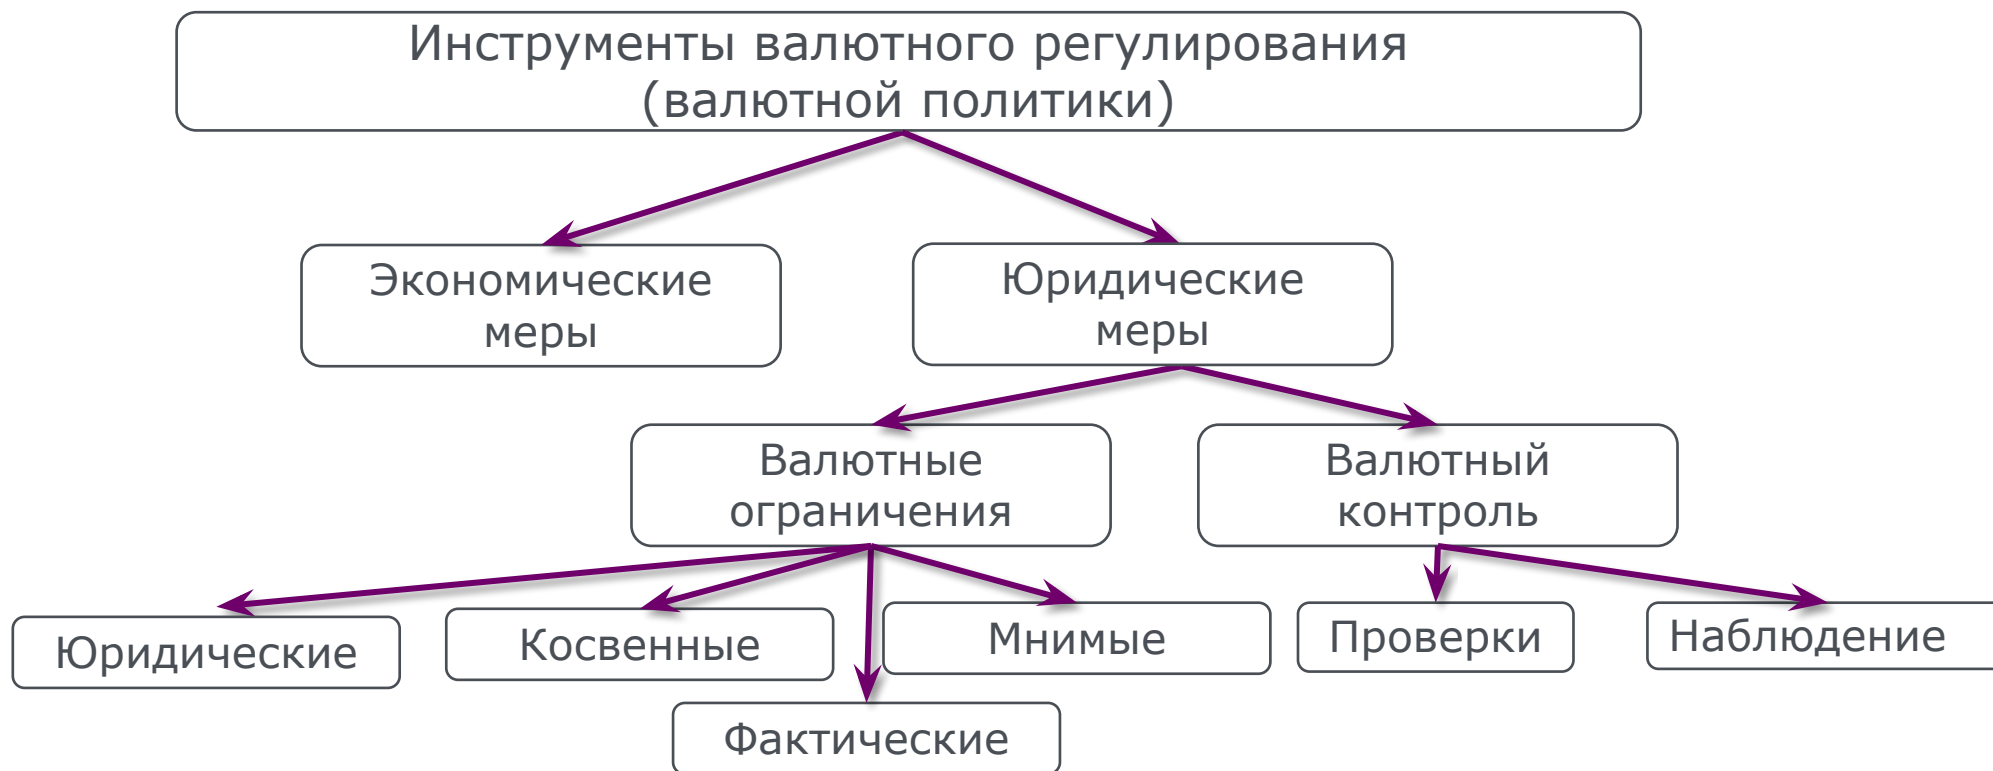 Инструменты валютного регулирования
(валютной политики)
Экономические
меры
Юридические
меры
Валютные
ограничения
Валютный
контроль
Юридические
Косвенные
Мнимые
Проверки
Наблюдение
Фактические